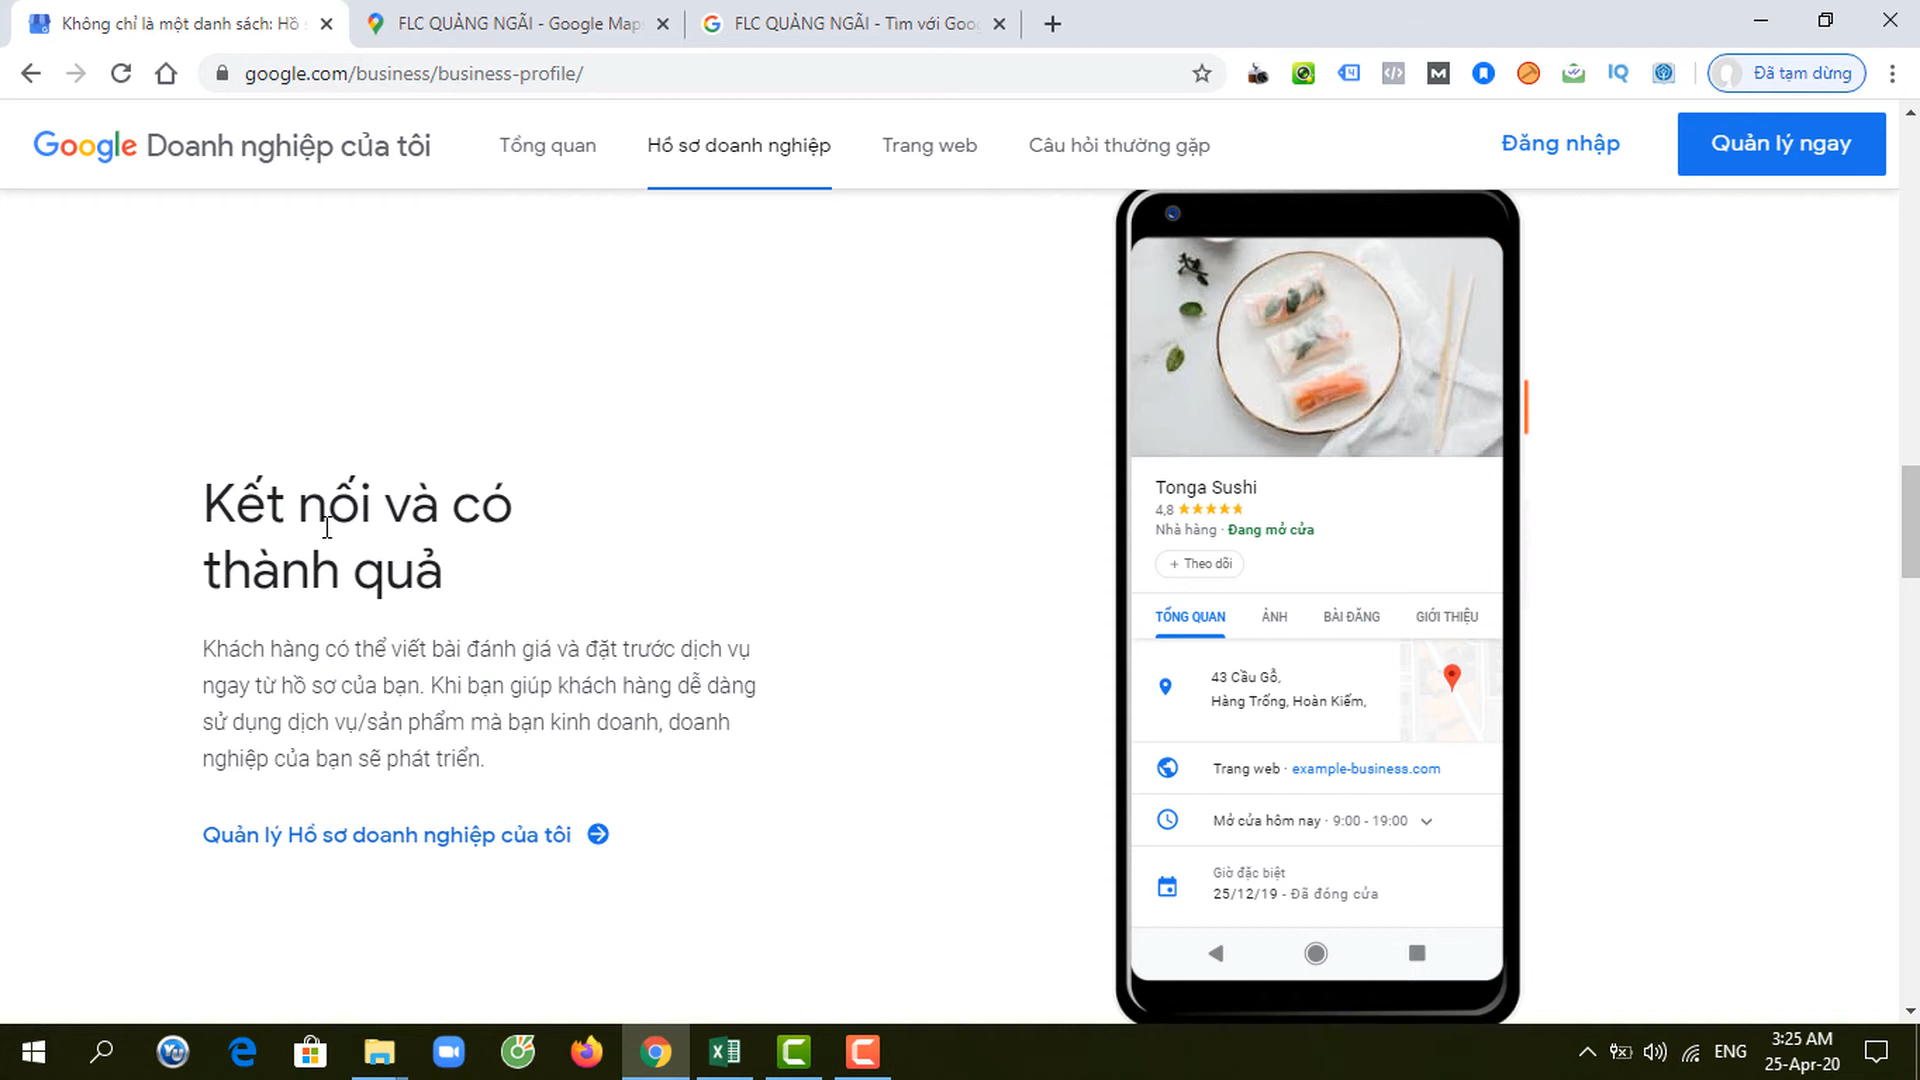 Không chỉ là một danh sách: Hồ s
FLC QUẢNG NGÃI - Google Map
FLC QUẢNG NGÃI - Tìm với Goog
google.com/business/business-profile/
Đã tạm dừng
Google Doanh nghiệp của tôi
Tổng quan
Hồ sơ doanh nghiệp
Trang web
Câu hỏi thường gặp
Đăng nhập
Quản lý ngay
Kết nối và có
thành quả
Khách hàng có thể viết bài đánh giá và đặt trước dịch vụ
ngay từ hồ sơ của bạn. Khi bạn giúp khách hàng dễ dàng
sử dụng dịch vụ/sản phẩm mà bạn kinh doanh, doanh
nghiệp của bạn sẽ phát triển.
Quản lý Hồ sơ doanh nghiệp của tôi
Tonga Sushi
4,8
Nhà hàng · Đang mở cửa
+ Theo dõi
TỔNG QUAN
ẢNH
BÀI ĐĂNG
GIỚI THIỆU
43 Cầu Gỗ,
Hàng Trống, Hoàn Kiếm,
Trang web · example-business.com
Mở cửa hôm nay · 9:00 - 19:00
Giờ đặc biệt
25/12/19 - Đã đóng cửa
ENG
3:25 AM
25-Apr-20